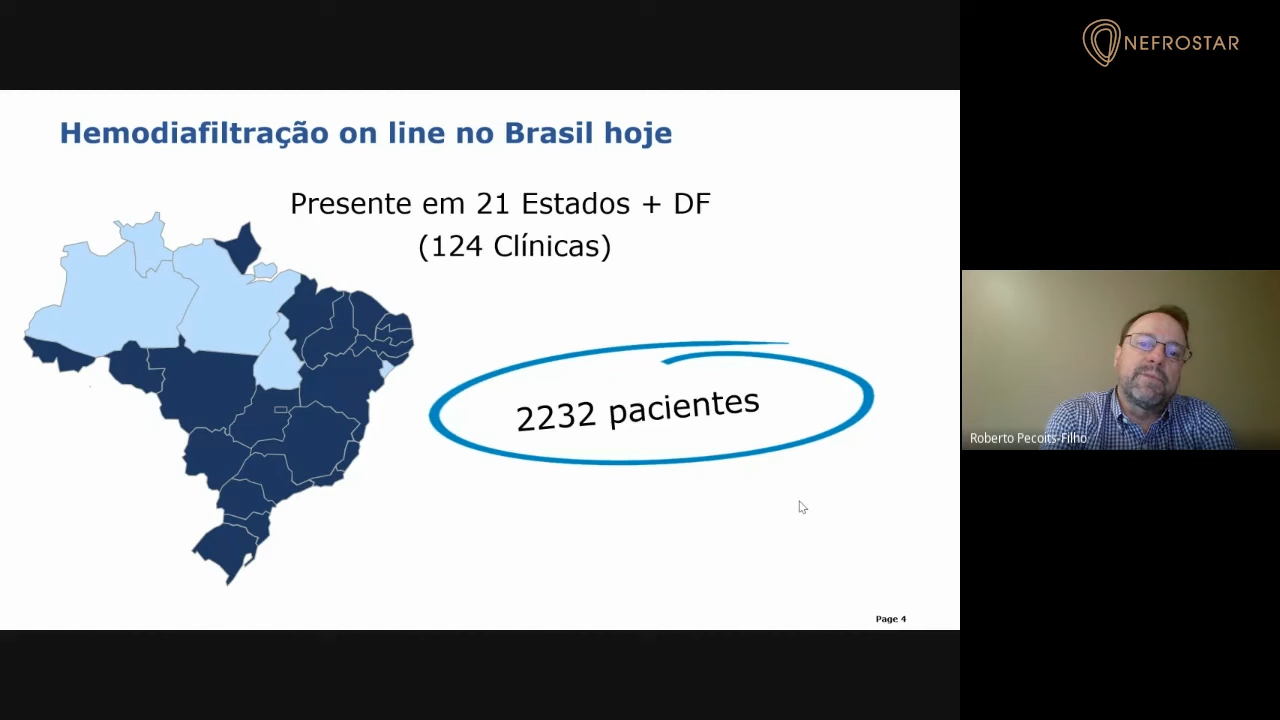 NEFROSTAR
Hemodiafiltração on line no Brasil hoje
Presente em 21 Estados + DF
(124 Clínicas)
2232 pacientes
Roberto Pecoits-Filho
Page 4